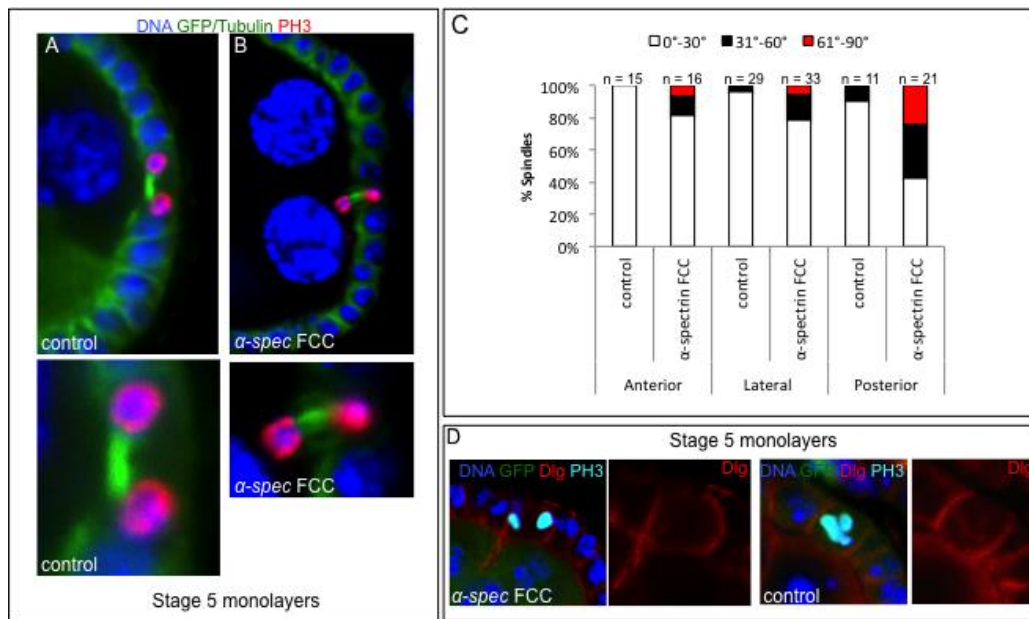 DNA GFP/Tubulin PH3
A
B
control
α-spec FCC
control
α-spec FCC
Stage 5 monolayers
C
0°-30° 31°-60° 61°-90°
n = 15 n = 16 n = 29 n = 33 n = 11 n = 21
100%
80%
60%
40%
20%
0%
% Spindles
control
α-spectrin FCC
control
α-spectrin FCC
control
α-spectrin FCC
Anterior Lateral Posterior
D
Stage 5 monolayers
DNA GFP Dlg PH3
Dlg
DNA GFP Dlg PH3
Dlg
α-spec FCC
control